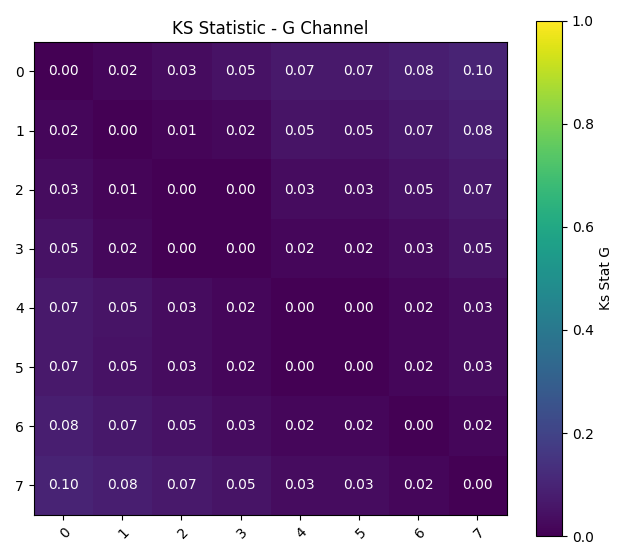 KS Statistic - G Channel
0 0.00 0.02 0.03 0.05 0.07 0.07 0.08 0.10
1 0.02 0.00 0.01 0.02 0.05 0.05 0.07 0.08
2 0.03 0.01 0.00 0.00 0.03 0.03 0.05 0.07
3 0.05 0.02 0.00 0.00 0.02 0.02 0.03 0.05
4 0.07 0.05 0.03 0.02 0.00 0.00 0.02 0.03
5 0.07 0.05 0.03 0.02 0.00 0.00 0.02 0.03
6 0.08 0.07 0.05 0.03 0.02 0.02 0.00 0.02
7 0.10 0.08 0.07 0.05 0.03 0.03 0.02 0.00
0 1 2 3 4 5 6 7
1.0
0.8
0.6
0.4
0.2
0.0
Ks Stat G